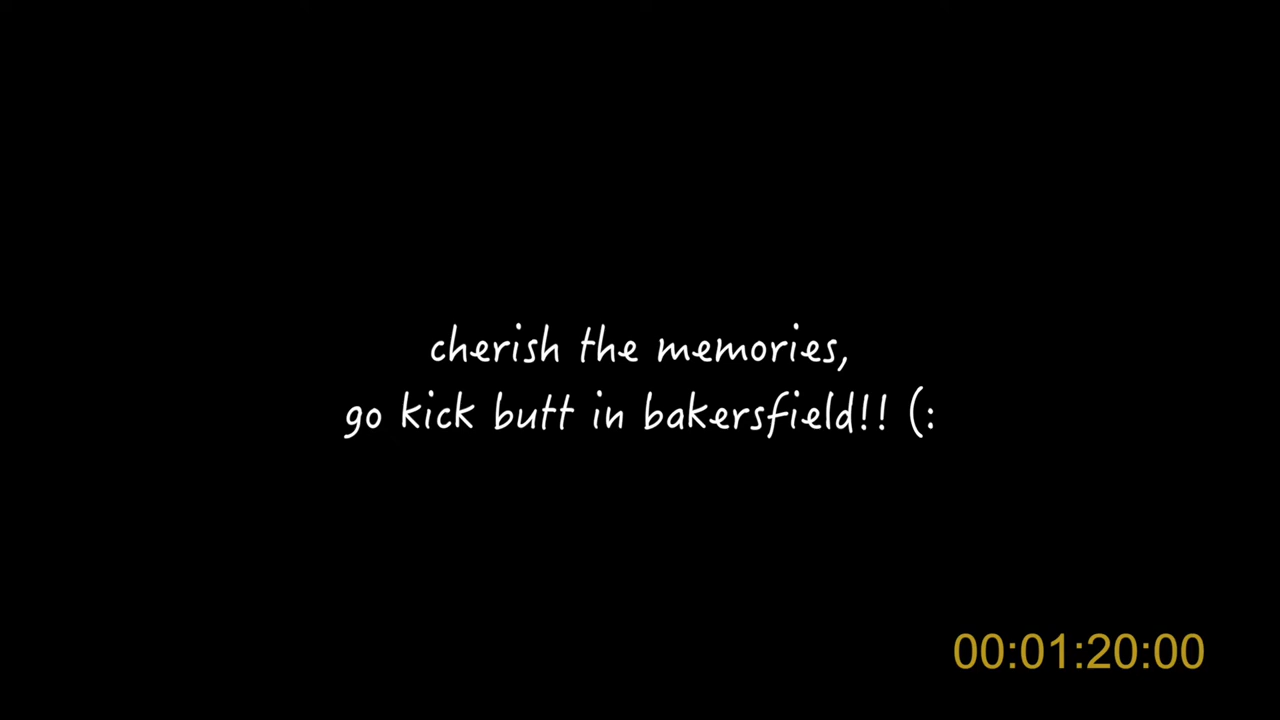 cherish the memories,
go kick butt in bakersfield!! (:
00:01:20:00